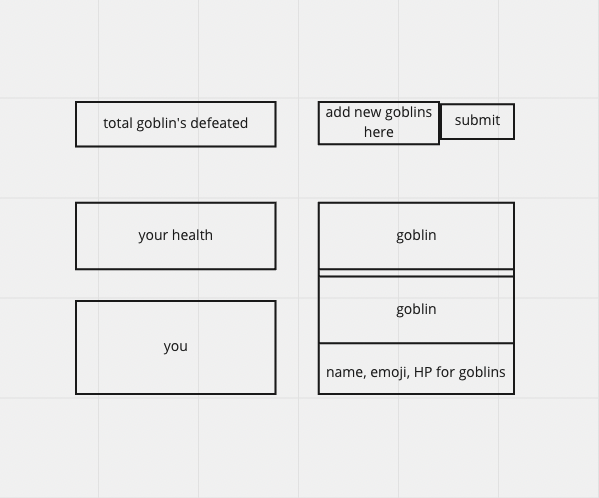 total goblin's defeated
add new goblins
here
submit
your health
goblin
goblin
you
name, emoji, HP for goblins